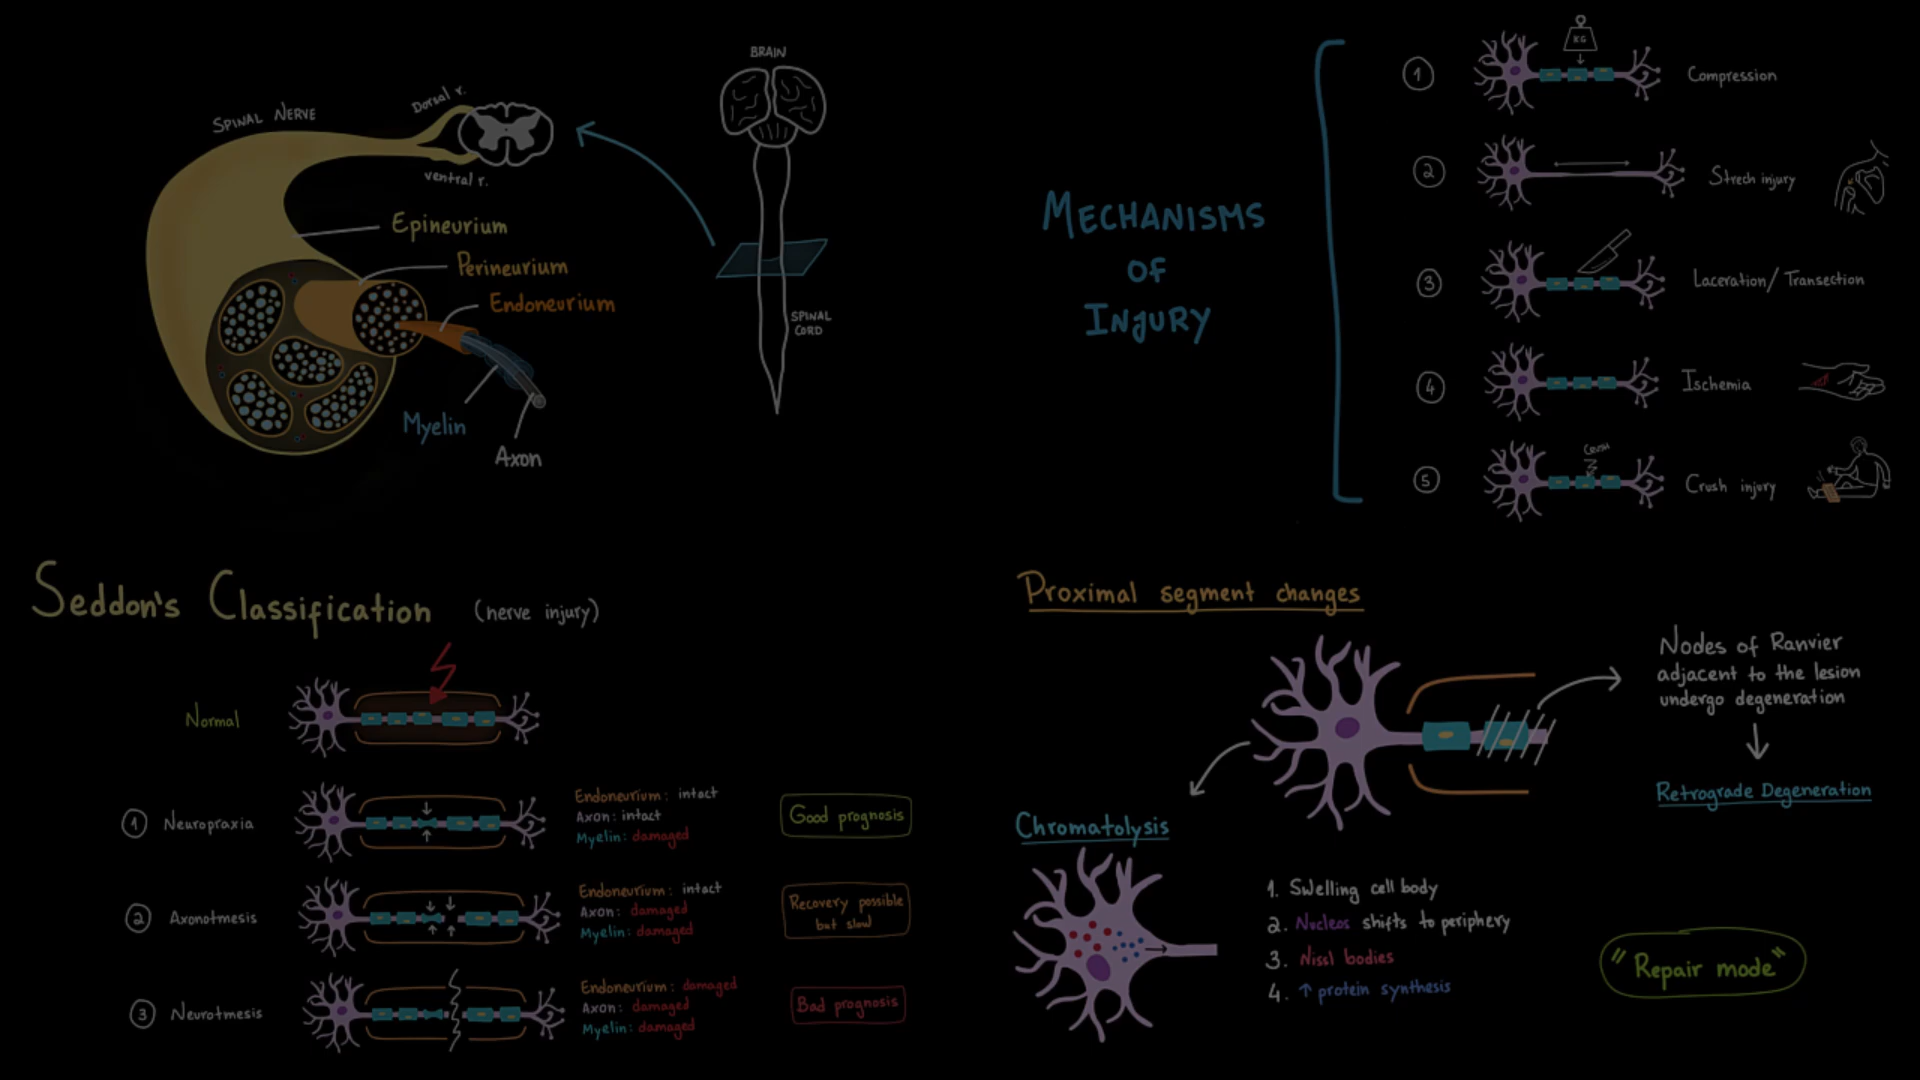 BRAIN
SPINAL NERVE
Dorsal r.
ventral r.
Epineurium
Perineurium
Endoneurium
Myelin
Axon
SPINAL
CORD
MECHANISMS
OF
INJURY
1
KG
Compression
2
Strech injury
3
Laceration/ Transection
4
Ischemia
5
Crush
Crush injury
Seddon's Classification (nerve injury)
Normal
1 Neuropraxia
Endoneurium: intact
Axon: intact
Myelin: damaged
Good prognosis
2 Axonotmesis
Endoneurium: intact
Axon: damaged
Myelin: damaged
Recovery possible
but slow
3 Neurotmesis
Endoneurium: damaged
Axon: damaged
Myelin: damaged
Bad prognosis
Proximal segment changes
Nodes of Ranvier
adjacent to the lesion
undergo degeneration
Retrograde Degeneration
Chromatolysis
1. Swelling cell body
2. Nucleos shifts to periphery
3. Nissl bodies
4. ↑ protein synthesis
"Repair mode"